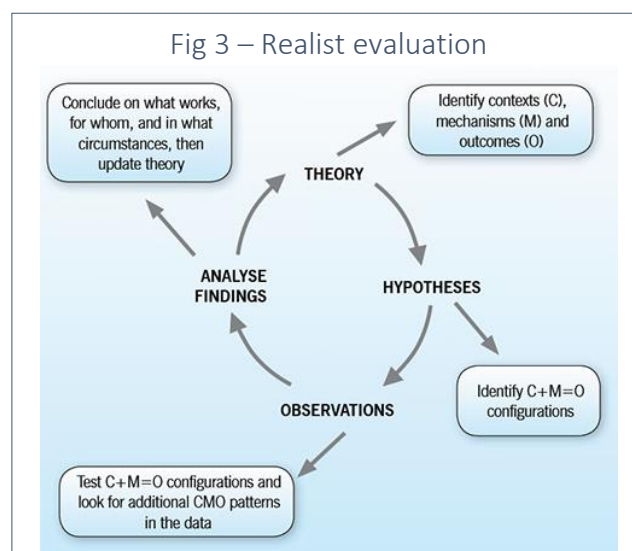 Fig 3 – Realist evaluation
Conclude on what works,
for whom, and in what
circumstances, then
update theory
Identify contexts (C),
mechanisms (M) and
outcomes (O)
THEORY
ANALYSE
FINDINGS
HYPOTHESES
Identify C+M=O
configurations
OBSERVATIONS
Test C+M=O configurations and
look for additional CMO patterns
in the data